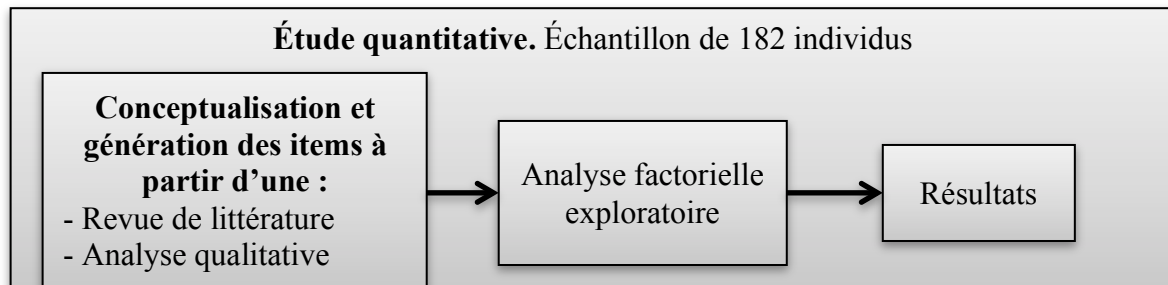 Étude quantitative. Échantillon de 182 individus
Conceptualisation et
génération des items à
partir d’une :
- Revue de littérature
- Analyse qualitative
Analyse factorielle
exploratoire
Résultats